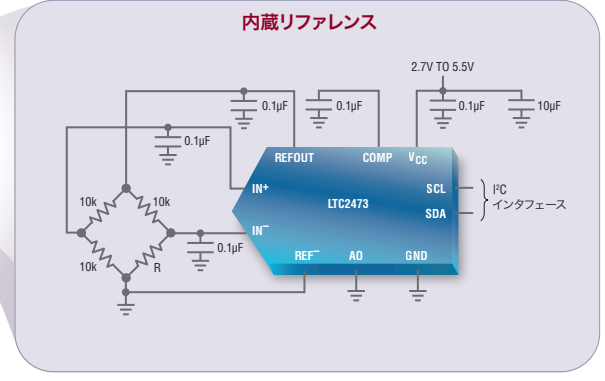 内蔵リファレンス
2.7V TO 5.5V
0.1µF
0.1µF
0.1µF
10µF
0.1µF
REFOUT
COMP
VCC
10k
10k
IN+
LTC2473
SCL
I²C
インタフェース
SDA
IN−
0.1µF
10k
R
REF−
AO
GND